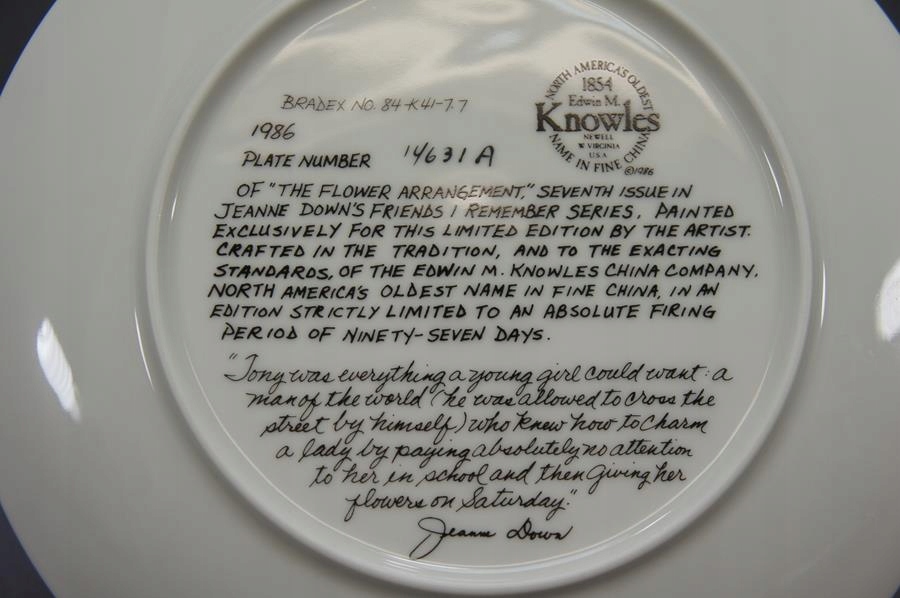 BRADEX NO. 84-K41-7.7
NORTH AMERICA'S OLDEST
1854
Edwin M.
Knowles
NEWELL
W VIRGINIA
U.S.A
NAME IN FINE CHINA
©1986
1986
PLATE NUMBER 14631 A
OF "THE FLOWER ARRANGEMENT," SEVENTH ISSUE IN
JEANNE DOWN'S FRIENDS I REMEMBER SERIES, PAINTED
EXCLUSIVELY FOR THIS LIMITED EDITION BY THE ARTIST.
CRAFTED IN THE TRADITION, AND TO THE EXACTING
STANDARDS, OF THE EDWIN M. KNOWLES CHINA COMPANY,
NORTH AMERICA'S OLDEST NAME IN FINE CHINA, IN AN
EDITION STRICTLY LIMITED TO AN ABSOLUTE FIRING
PERIOD OF NINETY-SEVEN DAYS.
"Tony was everything a young girl could want: a
man of the world (he was allowed to cross the
street by himself) who knew how to charm
a lady by paying absolutely no attention
to her in school and then giving her
flowers on Saturday."
Jeanne Down